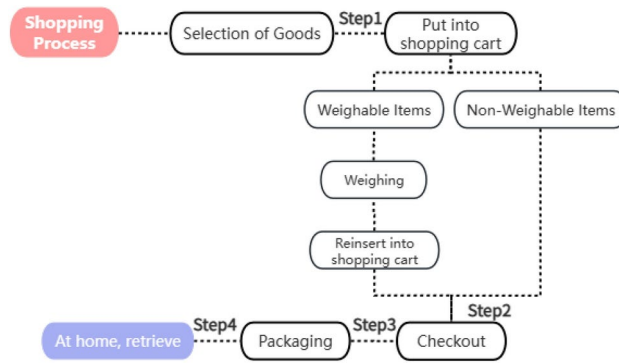 Shopping
Process
Selection of Goods
Step1
Put into
shopping cart
Weighable Items
Non-Weighable Items
Weighing
Reinsert into
shopping cart
Step2
At home, retrieve
Step4
Packaging
Step3
Checkout